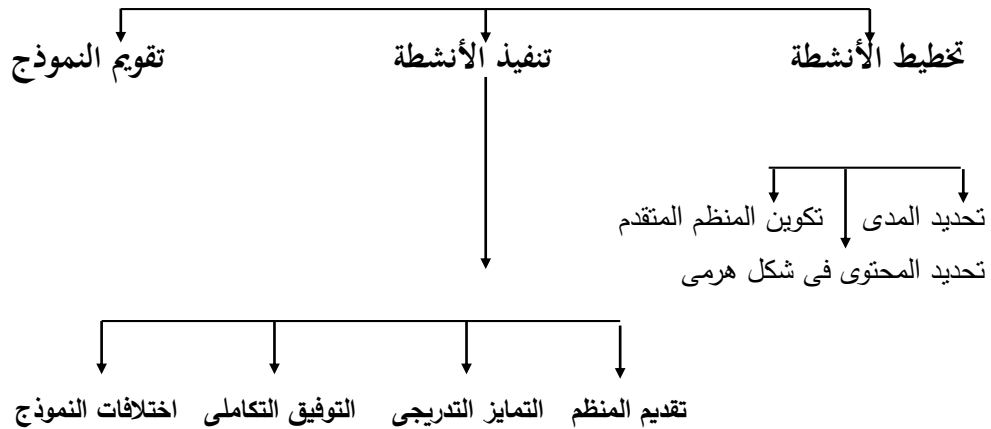 تخطيط الأنشطة تنفيذ الأنشطة تقويم النموذج
تحديد المدى تكوين المنظم المتقدم
تحديد المحتوى فى شكل هرمى
تقديم المنظم التمايز التدريجى التوفيق التكاملى اختلافات النموذج